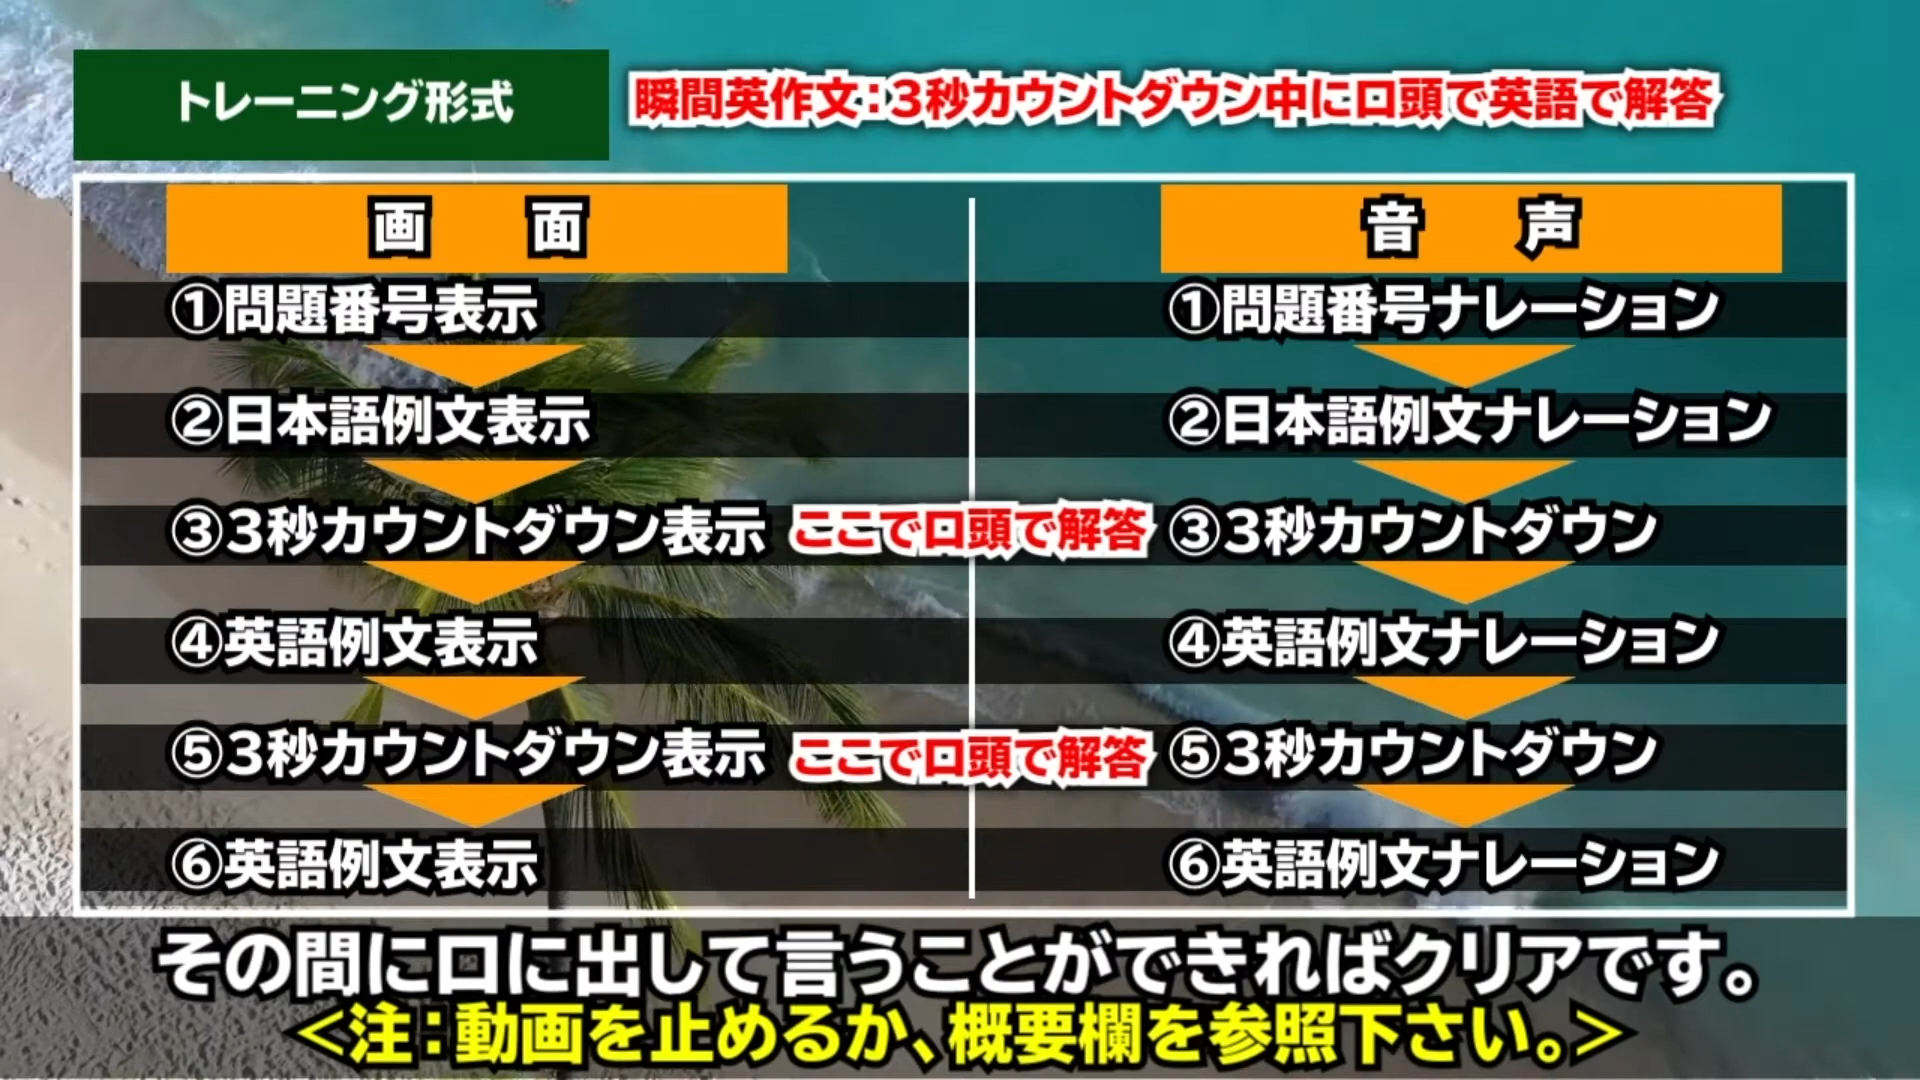 トレーニング形式
瞬間英作文：３秒カウントダウン中に口頭で英語で解答
画　面
①問題番号表示
②日本語例文表示
③３秒カウントダウン表示
④英語例文表示
⑤３秒カウントダウン表示
⑥英語例文表示
ここで口頭で解答
ここで口頭で解答
音　声
①問題番号ナレーション
②日本語例文ナレーション
③３秒カウントダウン
④英語例文ナレーション
⑤３秒カウントダウン
⑥英語例文ナレーション
その間に口に出して言うことができればクリアです。
＜注：動画を止めるか、概要欄を参照下さい。＞